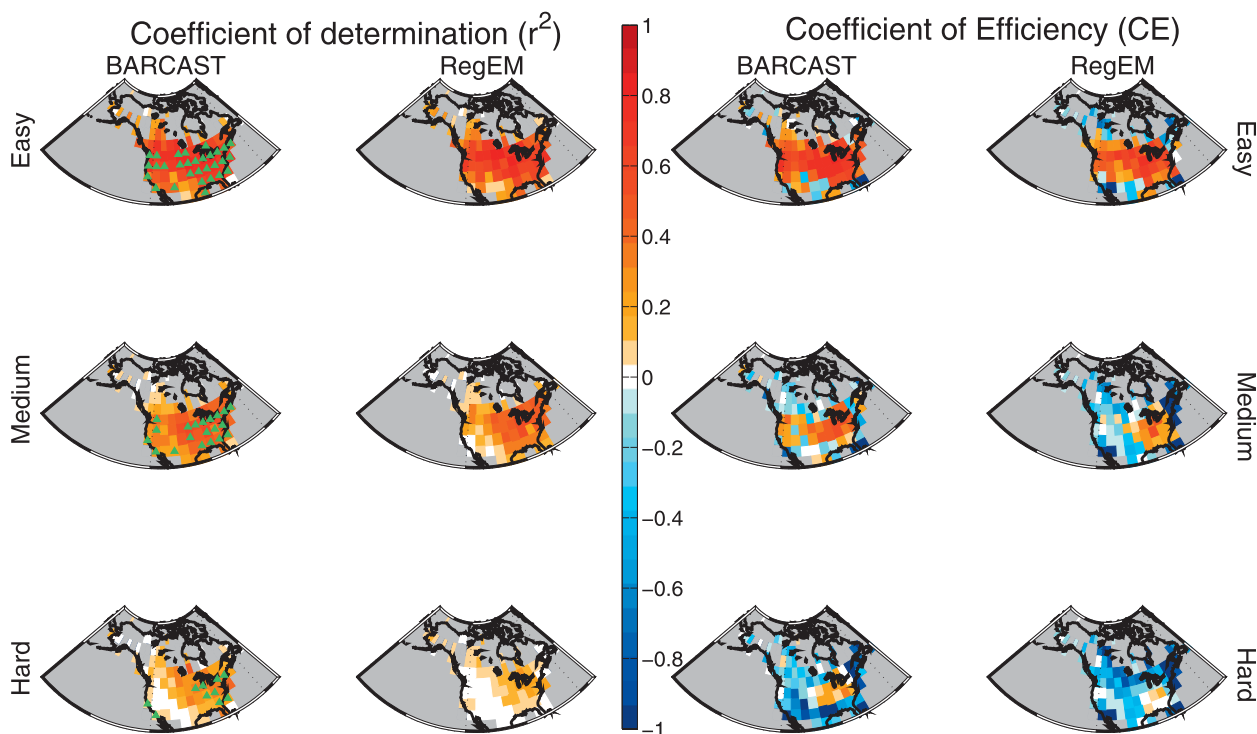 Coefficient of determination (r²)
Coefficient of Efficiency (CE)
BARCAST
RegEM
BARCAST
RegEM
Easy
Easy
Medium
Medium
Hard
Hard
1
0.8
0.6
0.4
0.2
0
−0.2
−0.4
−0.6
−0.8
−1